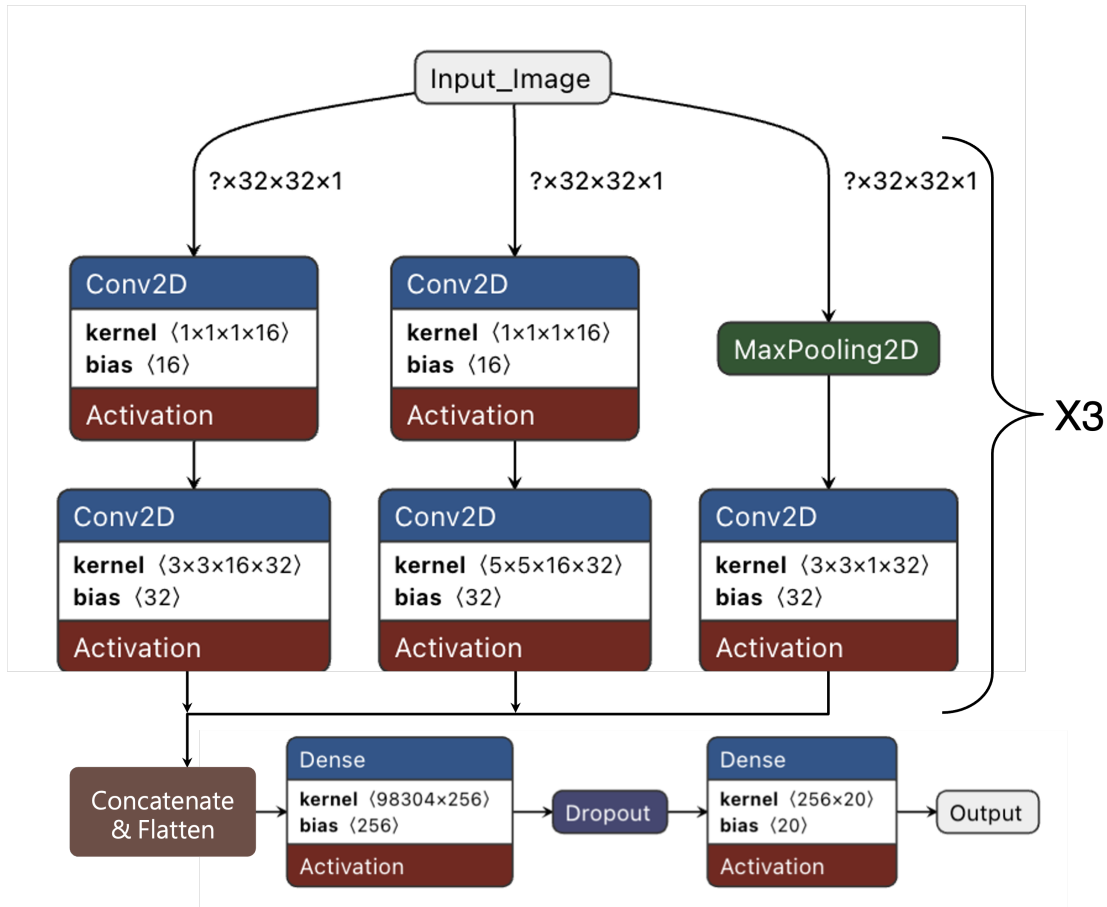 Input_Image
?×32×32×1
?×32×32×1
?×32×32×1
Conv2D
kernel ⟨1×1×1×16⟩
bias ⟨16⟩
Activation
Conv2D
kernel ⟨1×1×1×16⟩
bias ⟨16⟩
Activation
MaxPooling2D
X3
Conv2D
kernel ⟨3×3×16×32⟩
bias ⟨32⟩
Activation
Conv2D
kernel ⟨5×5×16×32⟩
bias ⟨32⟩
Activation
Conv2D
kernel ⟨3×3×1×32⟩
bias ⟨32⟩
Activation
Concatenate
& Flatten
Dense
kernel ⟨98304×256⟩
bias ⟨256⟩
Activation
Dropout
Dense
kernel ⟨256×20⟩
bias ⟨20⟩
Activation
Output